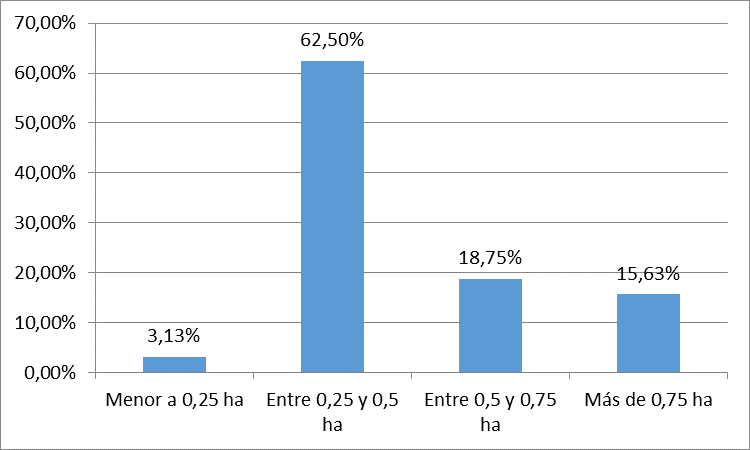 70,00%
60,00%
50,00%
40,00%
30,00%
20,00%
10,00%
0,00%
3,13%
62,50%
18,75%
15,63%
Menor a 0,25 ha
Entre 0,25 y 0,5
ha
Entre 0,5 y 0,75
ha
Más de 0,75 ha